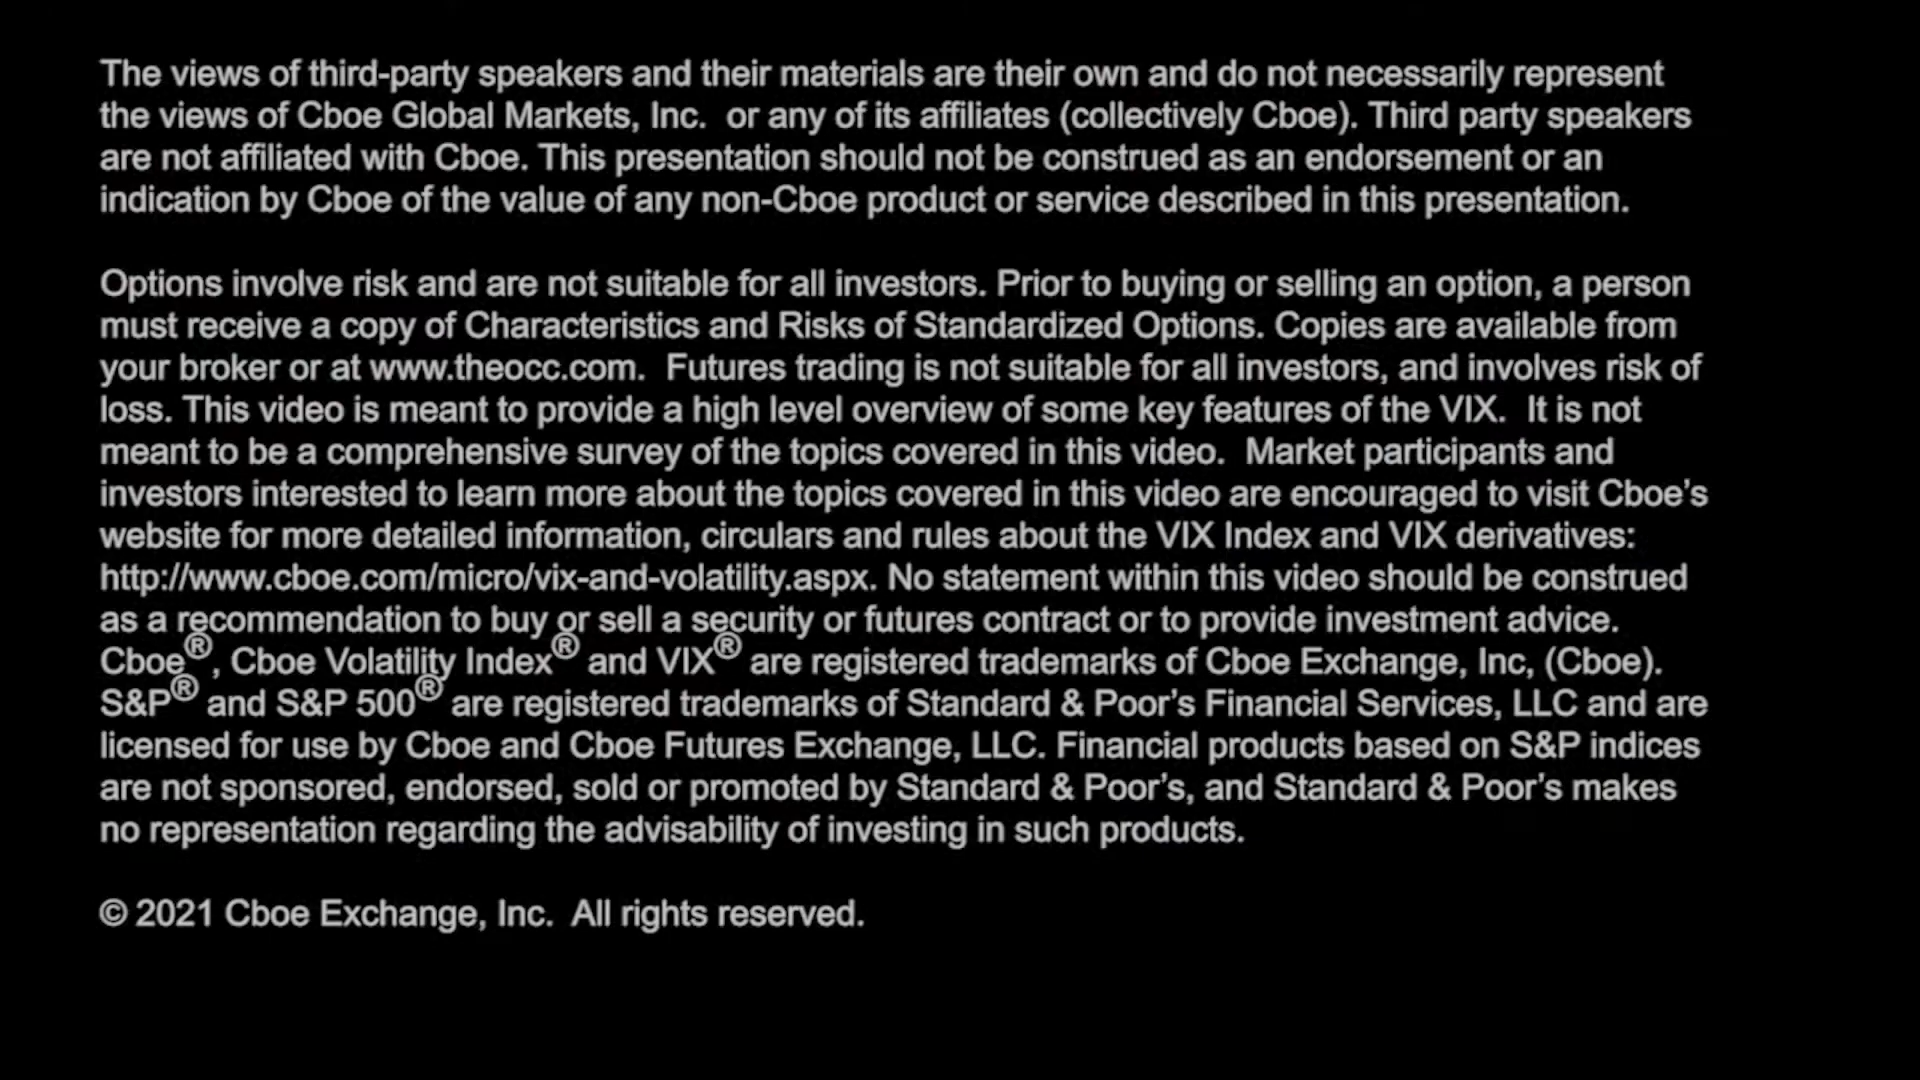 The views of third-party speakers and their materials are their own and do not necessarily represent
the views of Cboe Global Markets, Inc.  or any of its affiliates (collectively Cboe). Third party speakers
are not affiliated with Cboe. This presentation should not be construed as an endorsement or an
indication by Cboe of the value of any non-Cboe product or service described in this presentation.
Options involve risk and are not suitable for all investors. Prior to buying or selling an option, a person
must receive a copy of Characteristics and Risks of Standardized Options. Copies are available from
your broker or at www.theocc.com.  Futures trading is not suitable for all investors, and involves risk of
loss. This video is meant to provide a high level overview of some key features of the VIX.  It is not
meant to be a comprehensive survey of the topics covered in this video.  Market participants and
investors interested to learn more about the topics covered in this video are encouraged to visit Cboe’s
website for more detailed information, circulars and rules about the VIX Index and VIX derivatives:
http://www.cboe.com/micro/vix-and-volatility.aspx. No statement within this video should be construed
as a recommendation to buy or sell a security or futures contract or to provide investment advice.
Cboe®, Cboe Volatility Index® and VIX® are registered trademarks of Cboe Exchange, Inc, (Cboe).
S&P® and S&P 500® are registered trademarks of Standard & Poor’s Financial Services, LLC and are
licensed for use by Cboe and Cboe Futures Exchange, LLC. Financial products based on S&P indices
are not sponsored, endorsed, sold or promoted by Standard & Poor’s, and Standard & Poor’s makes
no representation regarding the advisability of investing in such products.
© 2021 Cboe Exchange, Inc.  All rights reserved.